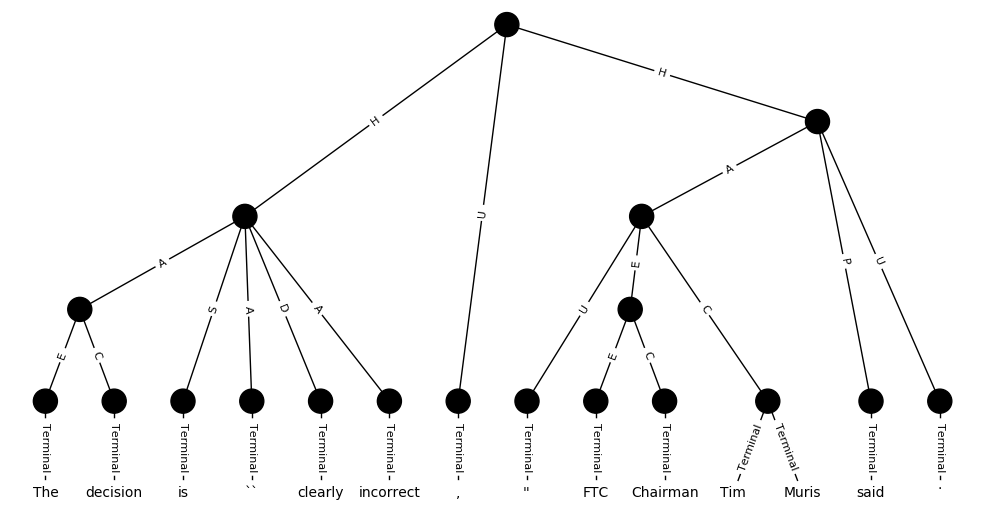 H
H
U
A
A
S
A
D
A
U
E
C
P
U
E
C
E
C
Terminal Terminal Terminal Terminal Terminal Terminal Terminal Terminal Terminal Terminal Terminal Terminal Terminal Terminal
The decision is `` clearly incorrect , " FTC Chairman Tim Muris said .